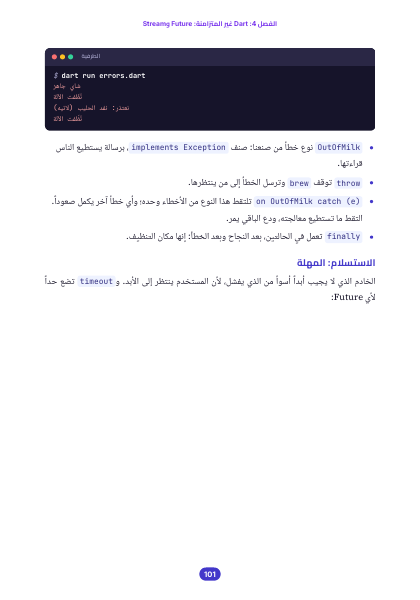 الفصل 4: Dart غير المتزامنة: Future وStream
الطرفية
$ dart run errors.dart
شاي جاهز
نُظّفت الآلة
نعتذر: نفد الحليب (لاتيه)
نُظّفت الآلة
OutOfMilk نوع خطأ من صنعنا: صنف implements Exception، برسالة يستطيع الناس
قراءتها.
throw توقف brew وترسل الخطأ إلى من ينتظرها.
on OutOfMilk catch (e) تلتقط هذا النوع من الأخطاء وحده؛ وأي خطأ آخر يكمل صعوداً.
التقط ما تستطيع معالجته، ودع الباقي يمر.
finally تعمل في الحالتين، بعد النجاح وبعد الخطأ: إنها مكان التنظيف.
الاستسلام: المهلة
الخادم الذي لا يجيب أبداً أسوأ من الذي يفشل، لأن المستخدم ينتظر إلى الأبد. و timeout تضع حداً
لأي Future:
101